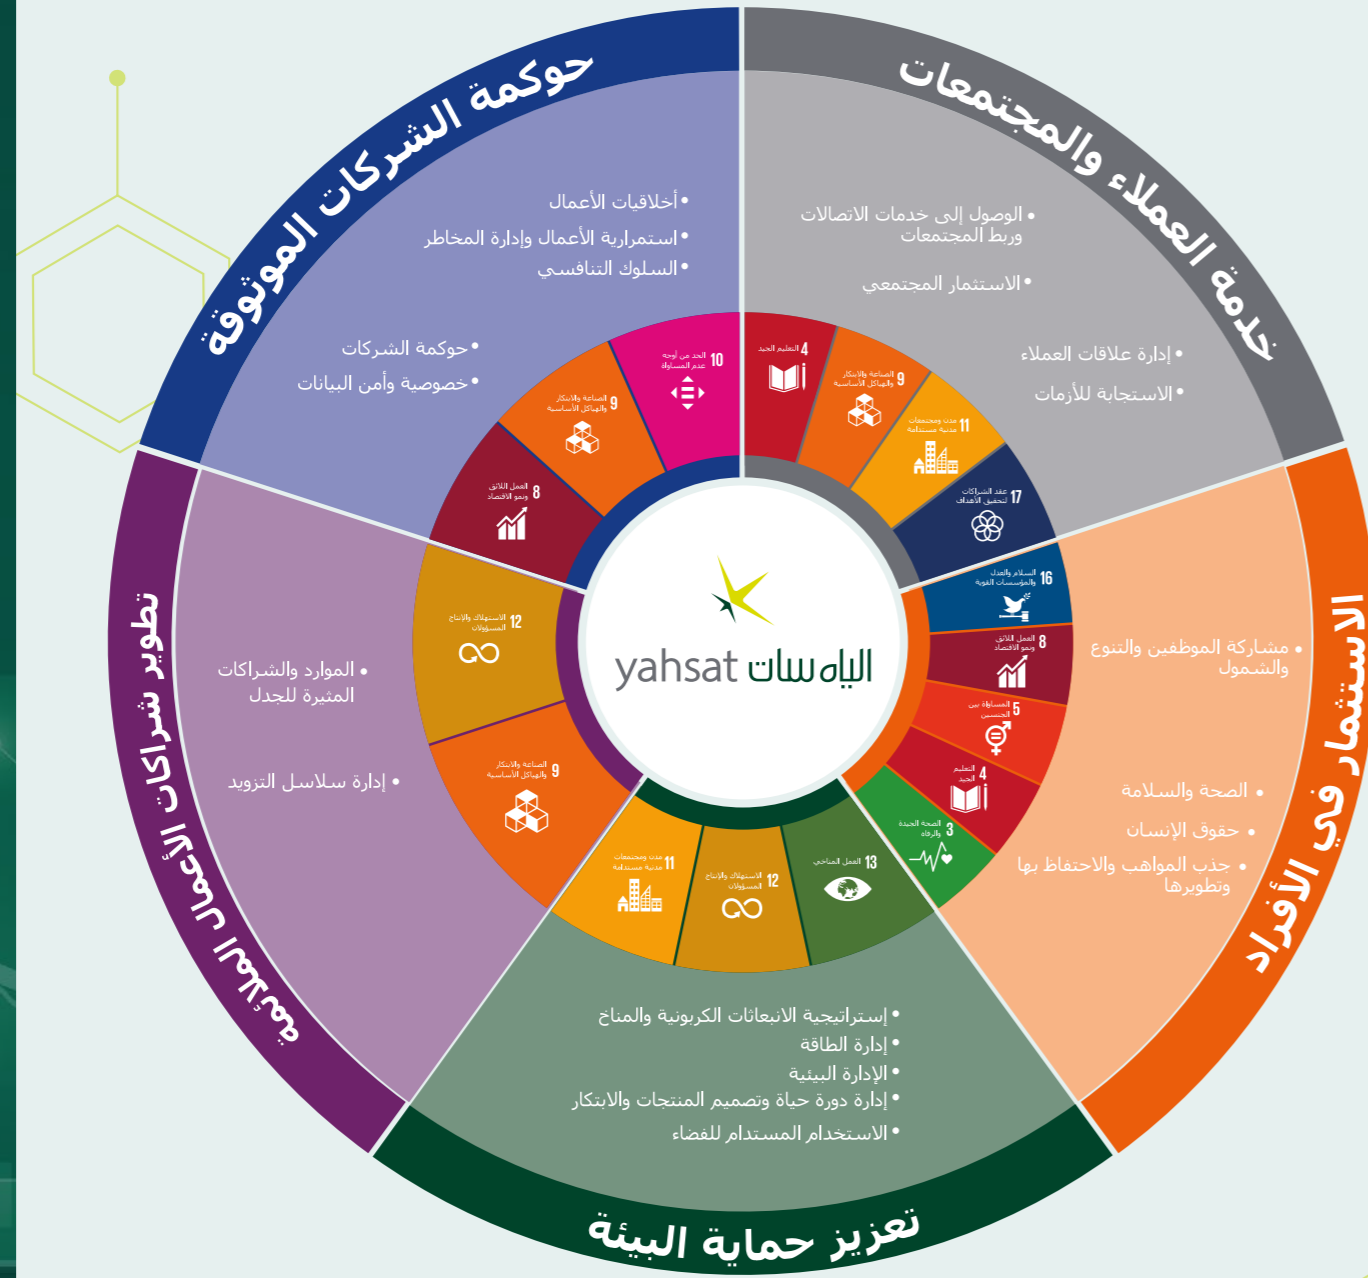 خدمة العملاء والمجتمعات
• الوصول إلى خدمات الاتصالات
وربط المجتمعات
• الاستثمار المجتمعي
• إدارة علاقات العملاء
• الاستجابة للأزمات
4 التعليم الجيد
9 الصناعة والابتكار
والهياكل الأساسية
11 مدن ومجتمعات
مدنية مستدامة
17 عقد الشراكات
لتحقيق الأهداف
الاستثمار في الأفراد
• مشاركة الموظفين والتنوع
والشمول
• الصحة والسلامة
• حقوق الإنسان
• جذب المواهب والاحتفاظ بها
وتطويرها
16 السلام والعدل
والمؤسسات القوية
8 العمل اللائق
ونمو الاقتصاد
5 المساواة بين
الجنسين
4 التعليم
الجيد
3 الصحة الجيدة
والرفاه
تعزيز حماية البيئة
• إستراتيجية الانبعاثات الكربونية والمناخ
• إدارة الطاقة
• الإدارة البيئية
• إدارة دورة حياة وتصميم المنتجات والابتكار
• الاستخدام المستدام للفضاء
13 العمل المناخي
12 الاستهلاك والإنتاج
المسؤولان
11 مدن ومجتمعات
مدنية مستدامة
تطوير شراكات الأعمال الملائمة
• الموارد والشراكات
المثيرة للجدل
• إدارة سلاسل التزويد
9 الصناعة والابتكار
والهياكل الأساسية
12 الاستهلاك والإنتاج
المسؤولان
حوكمة الشركات الموثوقة
• أخلاقيات الأعمال
• استمرارية الأعمال وإدارة المخاطر
• السلوك التنافسي
• حوكمة الشركات
• خصوصية وأمن البيانات
8 العمل اللائق
ونمو الاقتصاد
9 الصناعة والابتكار
والهياكل الأساسية
10 الحد من أوجه
عدم المساواة
الياه سات yahsat